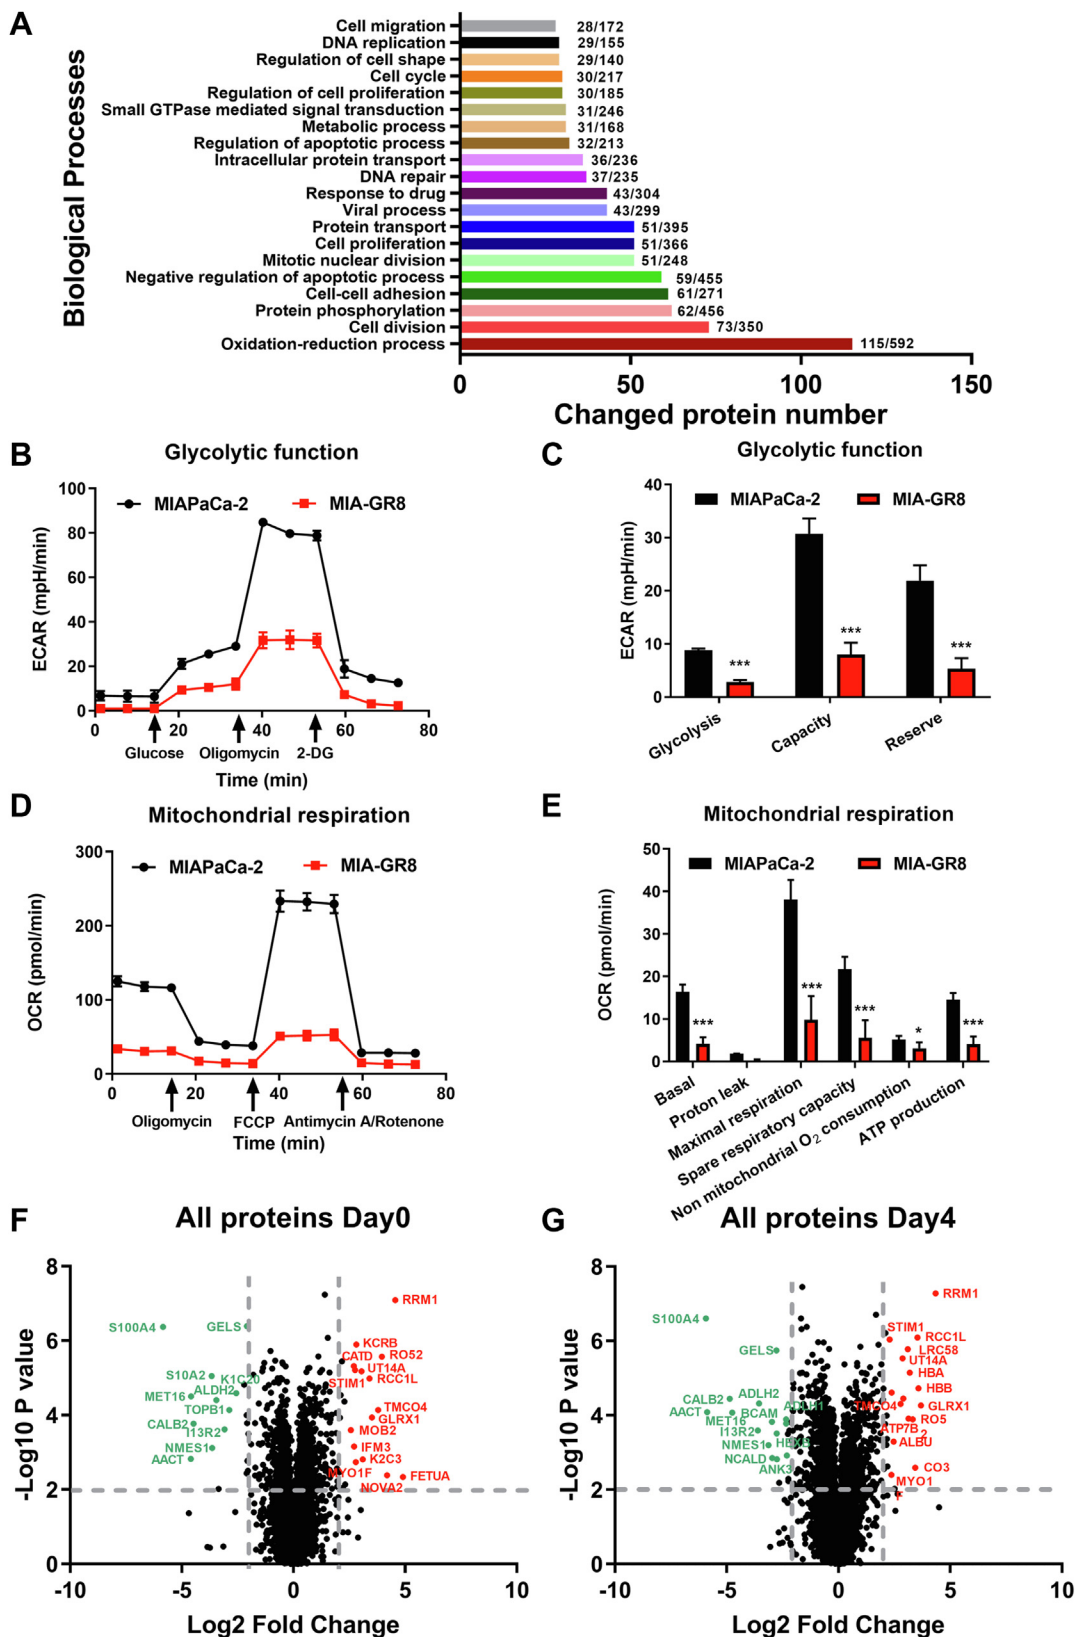 A
Biological Processes
Cell migration 28/172
DNA replication 29/155
Regulation of cell shape 29/140
Cell cycle 30/217
Regulation of cell proliferation 30/185
Small GTPase mediated signal transduction 31/246
Metabolic process 31/168
Regulation of apoptotic process 32/213
Intracellular protein transport 36/236
DNA repair 37/235
Response to drug 43/304
Viral process 43/299
Protein transport 51/395
Cell proliferation 51/366
Mitotic nuclear division 51/248
Negative regulation of apoptotic process 59/455
Cell-cell adhesion 61/271
Protein phosphorylation 62/456
Cell division 73/350
Oxidation-reduction process 115/592
0 50 100 150
Changed protein number
B
Glycolytic function
MIAPaCa-2 MIA-GR8
ECAR (mpH/min)
100
80
60
40
20
0
0 20 40 60 80
Glucose Oligomycin 2-DG
Time (min)
C
Glycolytic function
MIAPaCa-2 MIA-GR8
ECAR (mpH/min)
40
30
20
10
0
*** *** ***
Glycolysis Capacity Reserve
D
Mitochondrial respiration
MIAPaCa-2 MIA-GR8
OCR (pmol/min)
300
200
100
0
0 20 40 60 80
Oligomycin FCCP Antimycin A/Rotenone
Time (min)
E
Mitochondrial respiration
MIAPaCa-2 MIA-GR8
OCR (pmol/min)
50
40
30
20
10
0
*** *** *** * ***
Basal
Proton leak
Maximal respiration
Spare respiratory capacity
Non mitochondrial O₂ consumption
ATP production
F
All proteins Day0
-Log10 P value
8
6
4
2
0
-10 -5 0 5 10
Log2 Fold Change
S100A4
GELS
S10A2
K1C20
ALDH2
MET16
TOPB1
CALB2
I13R2
NMES1
AACT
RRM1
KCRB
RO52
CATD
UT14A
RCC1L
STIM1
TMCO4
GLRX1
MOB2
IFM3
K2C3
MYO1F
FETUA
NOVA2
G
All proteins Day4
-Log10 P value
8
6
4
2
0
-10 -5 0 5 10
Log2 Fold Change
S100A4
GELS
ADLH2
CALB2
ADLH1
AACT
BCAM
MET16
I13R2
NMES1
HEXB
NCALD
ANK3
RRM1
STIM1
RCC1L
LRC58
UT14A
HBA
HBB
TMCO4
GLRX1
RO5
2
ATP7B
ALBU
CO3
MYO1
F